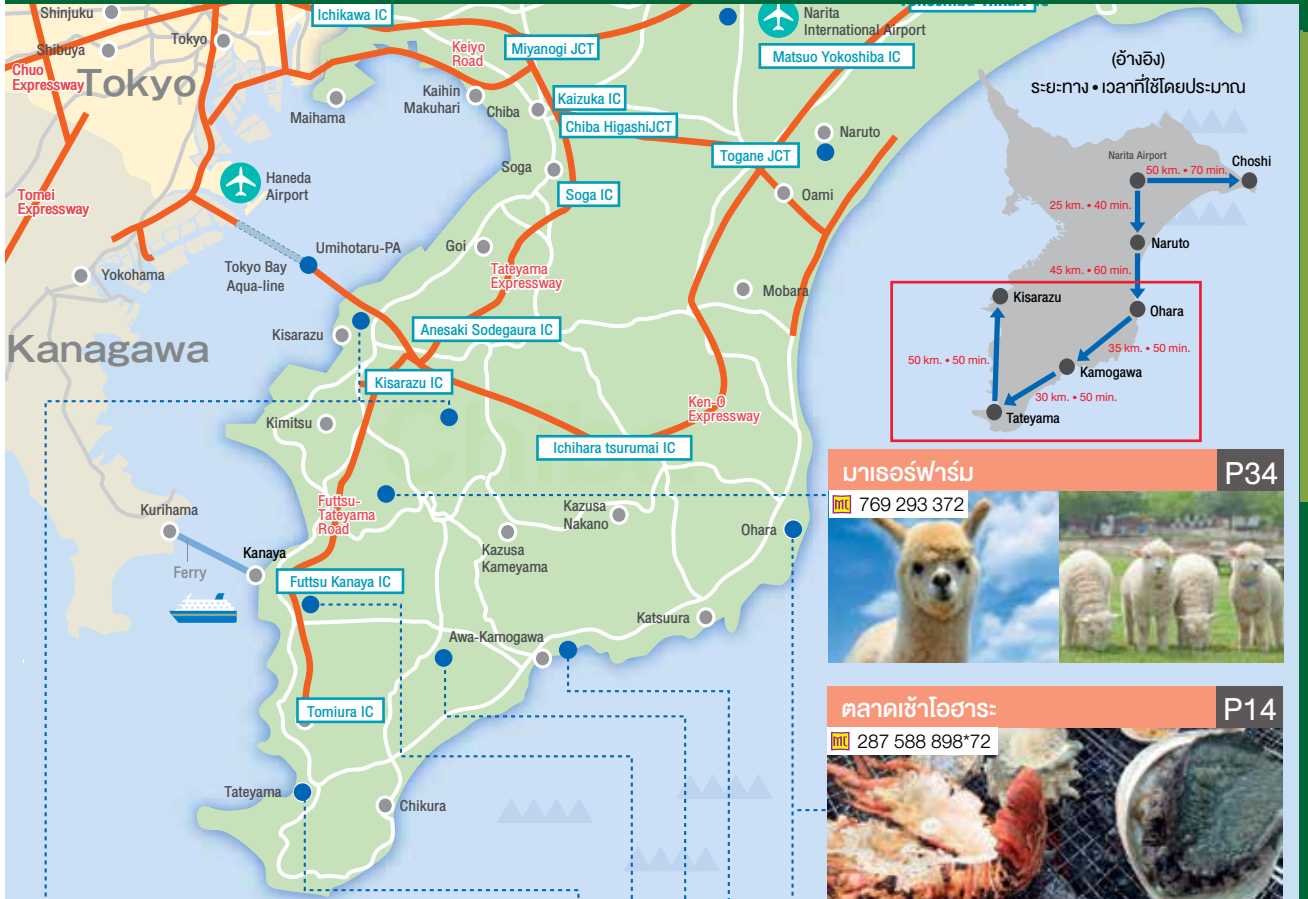 Shinjuku
Shibuya
Tokyo
Chuo
Expressway
Tokyo
Tomei
Expressway
Yokohama
Kanagawa
Maihama
Haneda
Airport
Umihotaru-PA
Tokyo Bay
Aqua-line
Ichikawa IC
Keiyo
Road
Kaihin
Makuhari
Chiba
Miyanogi JCT
Kaizuka IC
Chiba HigashiJCT
Soga
Soga IC
Goi
Tateyama
Expressway
Narita
International Airport
Matsuo Yokoshiba IC
Naruto
Togane JCT
Oami
Mobara
Kisarazu
Anesaki Sodegaura IC
Kisarazu IC
Kimitsu
Ken-O
Expressway
Ichihara tsurumai IC
Chiba
Futtsu-
Tateyama
Road
Kurihama
Ferry
Kanaya
Futtsu Kanaya IC
Kazusa
Nakano
Kazusa
Kameyama
Ohara
Katsuura
Awa-Kamogawa
Tomiura IC
Tateyama
Chikura
(อ้างอิง)
ระยะทาง • เวลาที่ใช้โดยประมาณ
Narita Airport
50 km. • 70 min.
Choshi
25 km. • 40 min.
Naruto
45 km. • 60 min.
Kisarazu
Ohara
50 km. • 50 min.
35 km. • 50 min.
Kamogawa
30 km. • 50 min.
Tateyama
มาเธอร์ฟาร์ม
P34
MC 769 293 372
ตลาดเช้าโอฮาระ
P14
MC 287 588 898*72